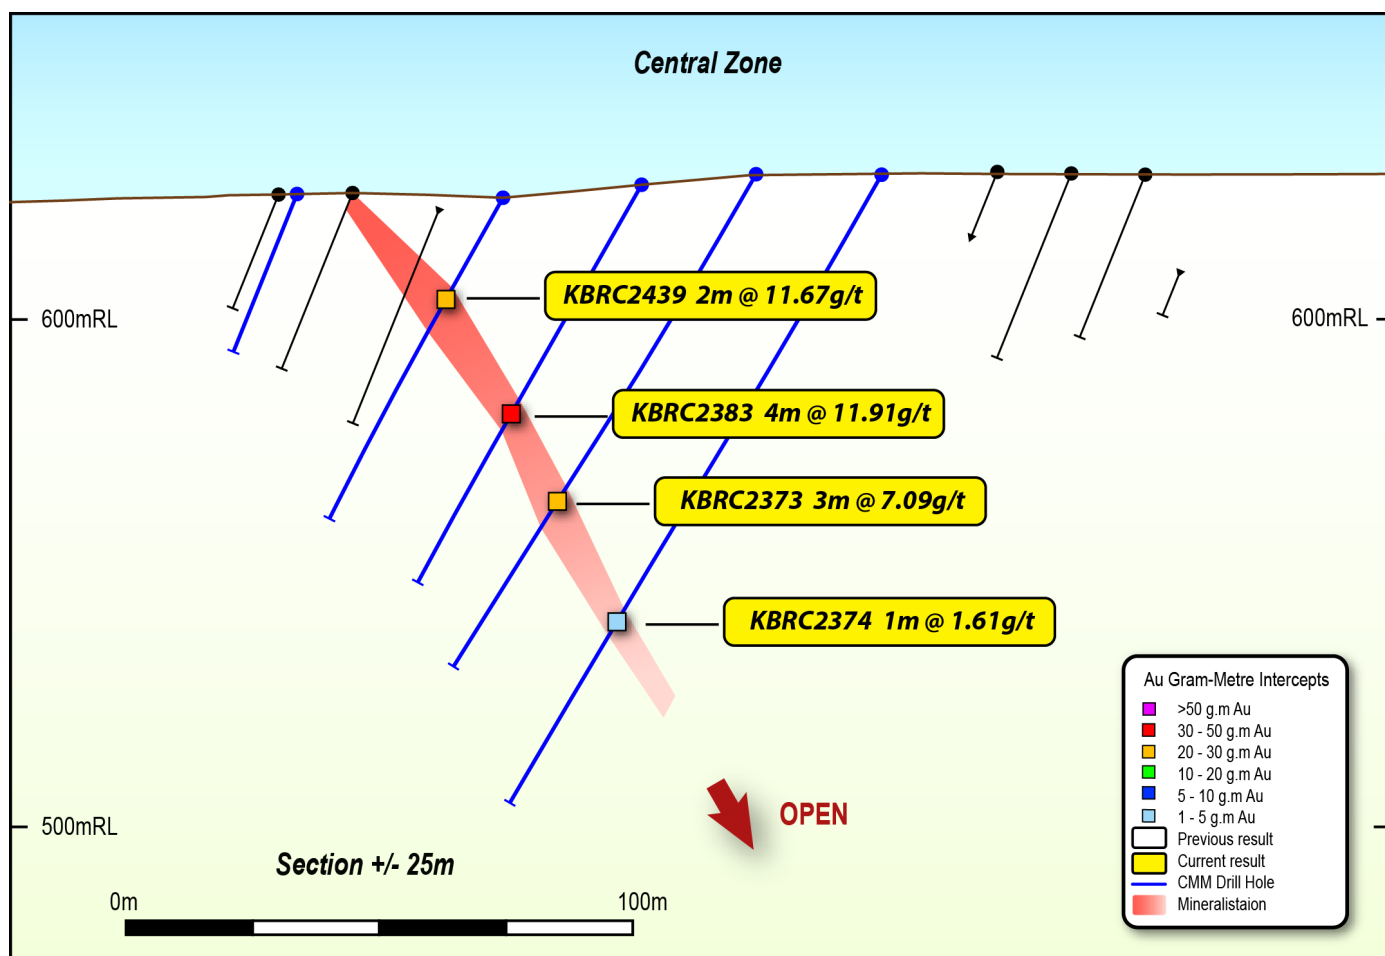 Central Zone
KBRC2439 2m @ 11.67g/t
600mRL
600mRL
KBRC2383 4m @ 11.91g/t
KBRC2373 3m @ 7.09g/t
KBRC2374 1m @ 1.61g/t
OPEN
500mRL
Section +/- 25m
0m
100m
Au Gram-Metre Intercepts
>50 g.m Au
30 - 50 g.m Au
20 - 30 g.m Au
10 - 20 g.m Au
5 - 10 g.m Au
1 - 5 g.m Au
Previous result
Current result
CMM Drill Hole
Mineralistaion